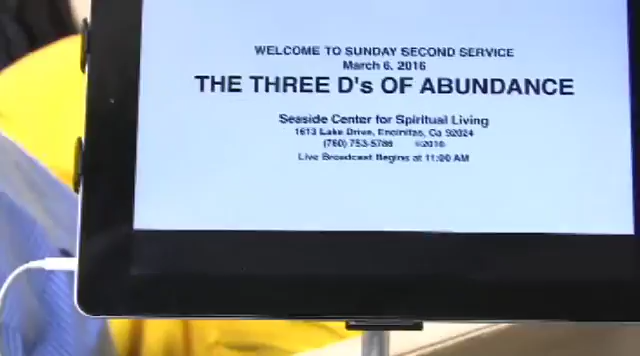 WELCOME TO SUNDAY SECOND SERVICE
March 6, 2016
THE THREE D's OF ABUNDANCE
Seaside Center for Spiritual Living
1613 Lake Drive, Encinitas, Ca 92024
(760) 753-5786 ©2016
Live Broadcast Begins at 11:00 AM